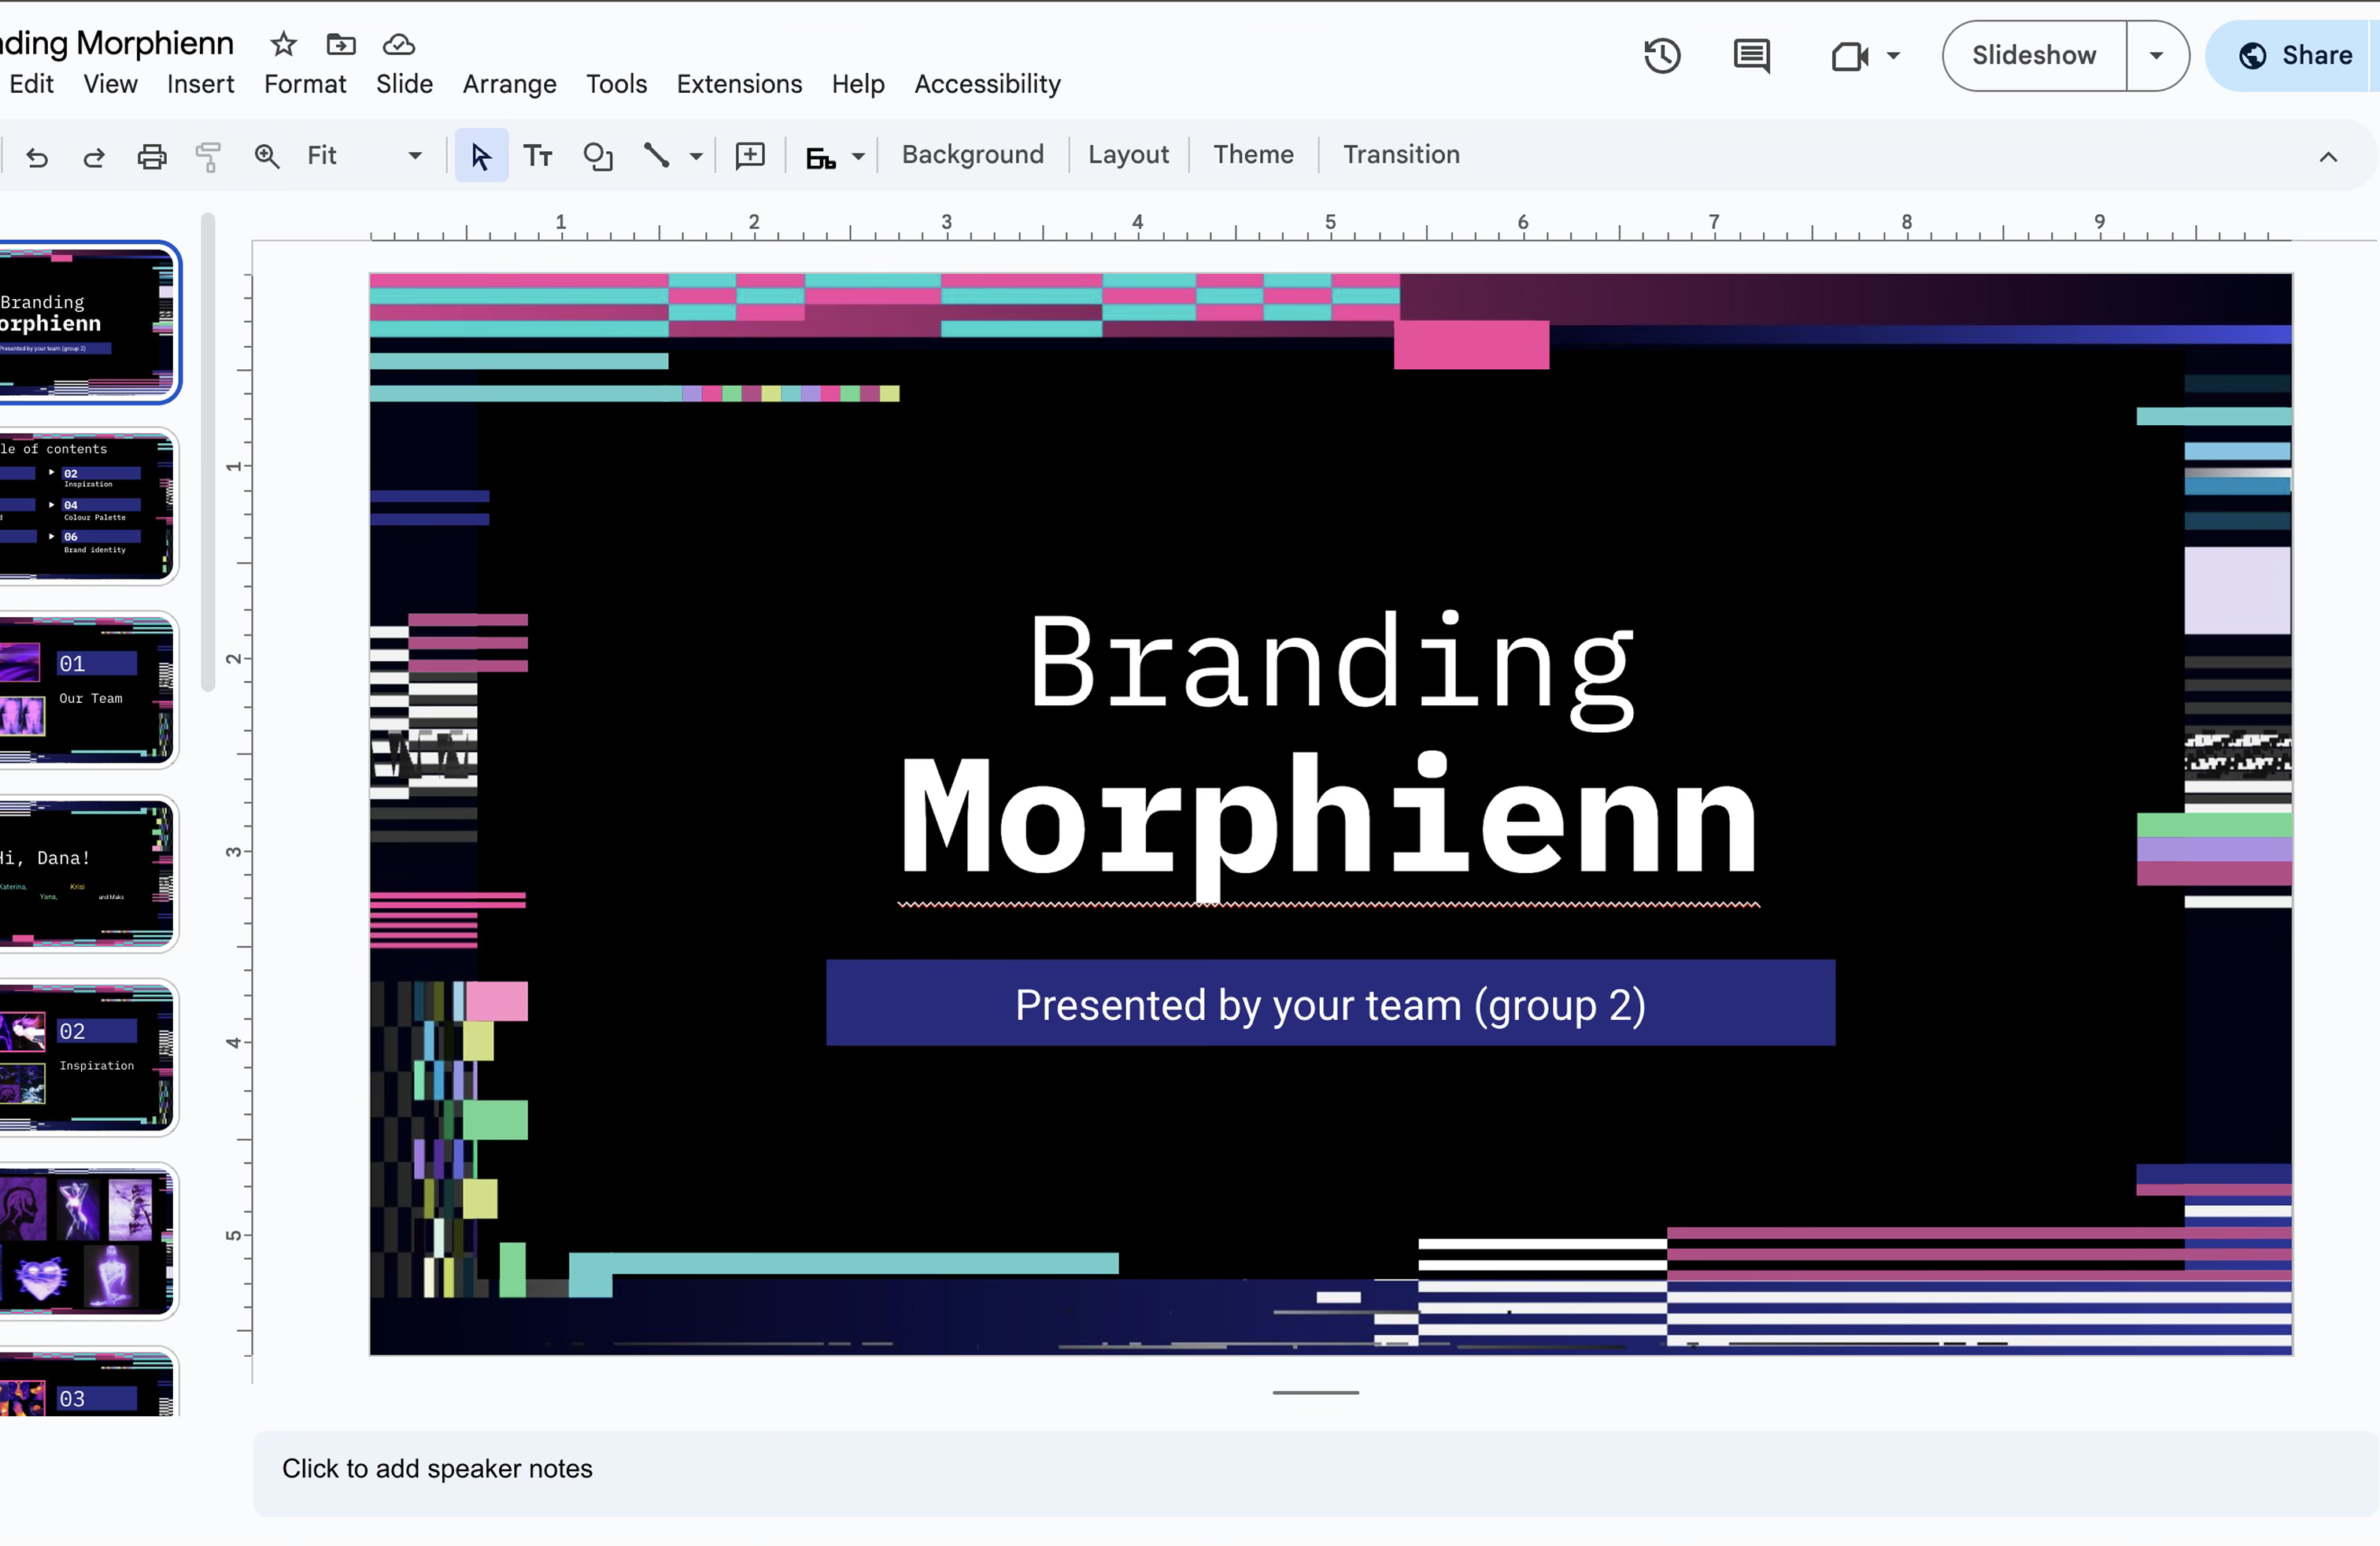 ding Morphienn
Edit View Insert Format Slide Arrange Tools Extensions Help Accessibility
Slideshow
Share
Fit
Бб
Background Layout Theme Transition
1 2 3 4 5 6 7 8 9
1
2
3
4
5
Branding
orphienn
Presented by your team (group 2)
le of contents
02
Inspiration
04
Colour Palette
06
Brand identity
01
Our Team
Hi, Dana!
Katerina,
Krisi
Yana,
and Maks
02
Inspiration
03
Branding
Morphienn
Presented by your team (group 2)
Click to add speaker notes